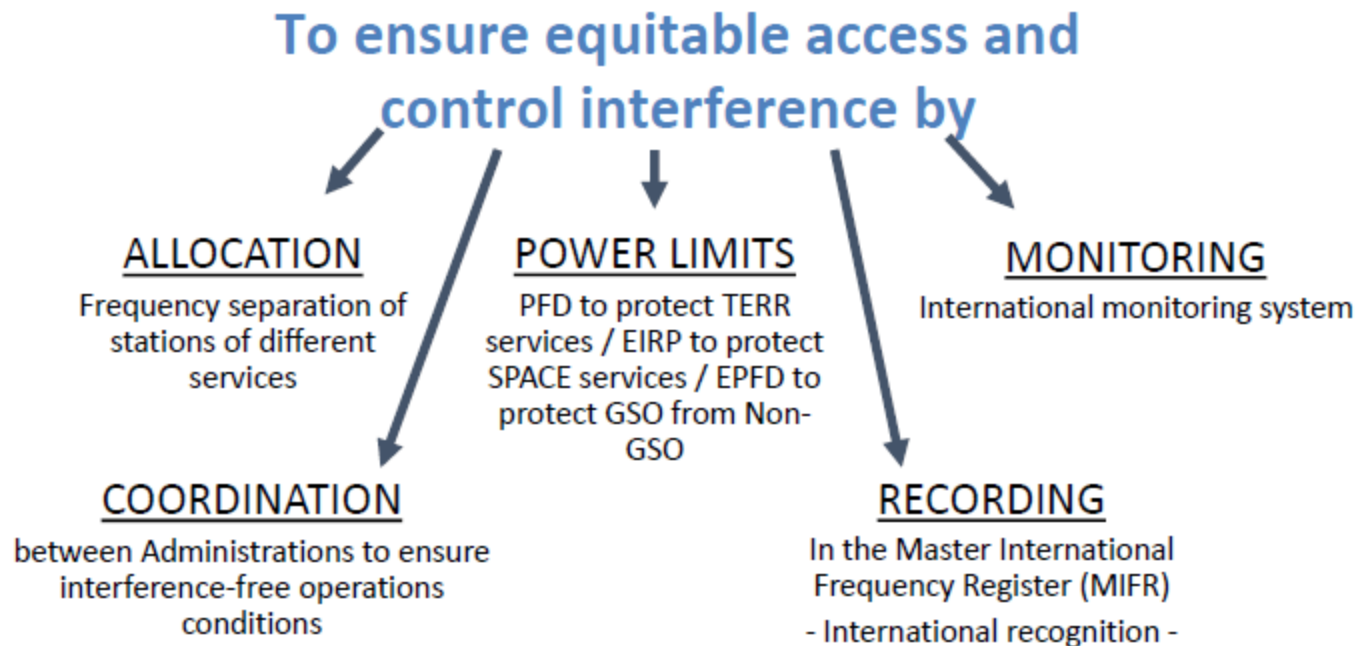 To ensure equitable access and
control interference by
ALLOCATION
Frequency separation of
stations of different
services
POWER LIMITS
PFD to protect TERR
services / EIRP to protect
SPACE services / EPFD to
protect GSO from Non-
GSO
MONITORING
International monitoring system
COORDINATION
between Administrations to ensure
interference-free operations
conditions
RECORDING
In the Master International
Frequency Register (MIFR)
- International recognition -